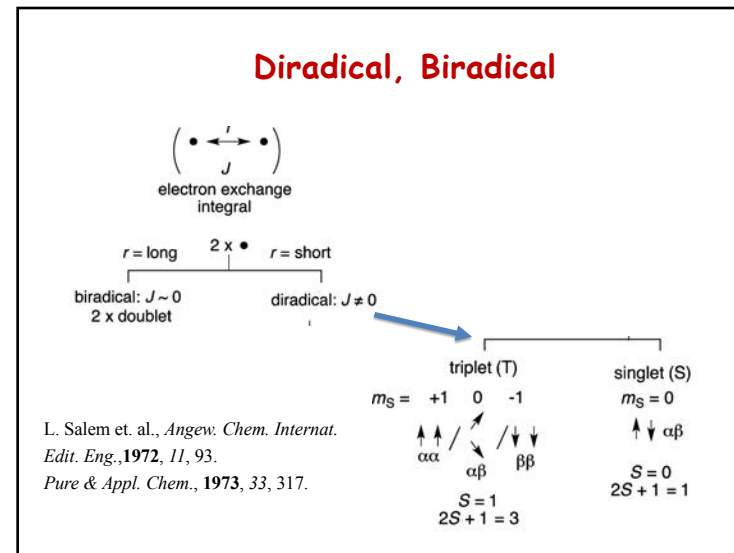 Diradical, Biradical
( • ↔ • )
J
electron exchange
integral
2 x •
r = long
r = short
biradical: J ~ 0
2 x doublet
diradical: J ≠ 0
triplet (T)
singlet (S)
mS = +1 0 -1
mS = 0
↑↑ / ↗↘ / ↓↓
↑↓ αβ
αα αβ ββ
S = 1
2S + 1 = 3
S = 0
2S + 1 = 1
L. Salem et. al., Angew. Chem. Internat.
Edit. Eng.,1972, 11, 93.
Pure & Appl. Chem., 1973, 33, 317.